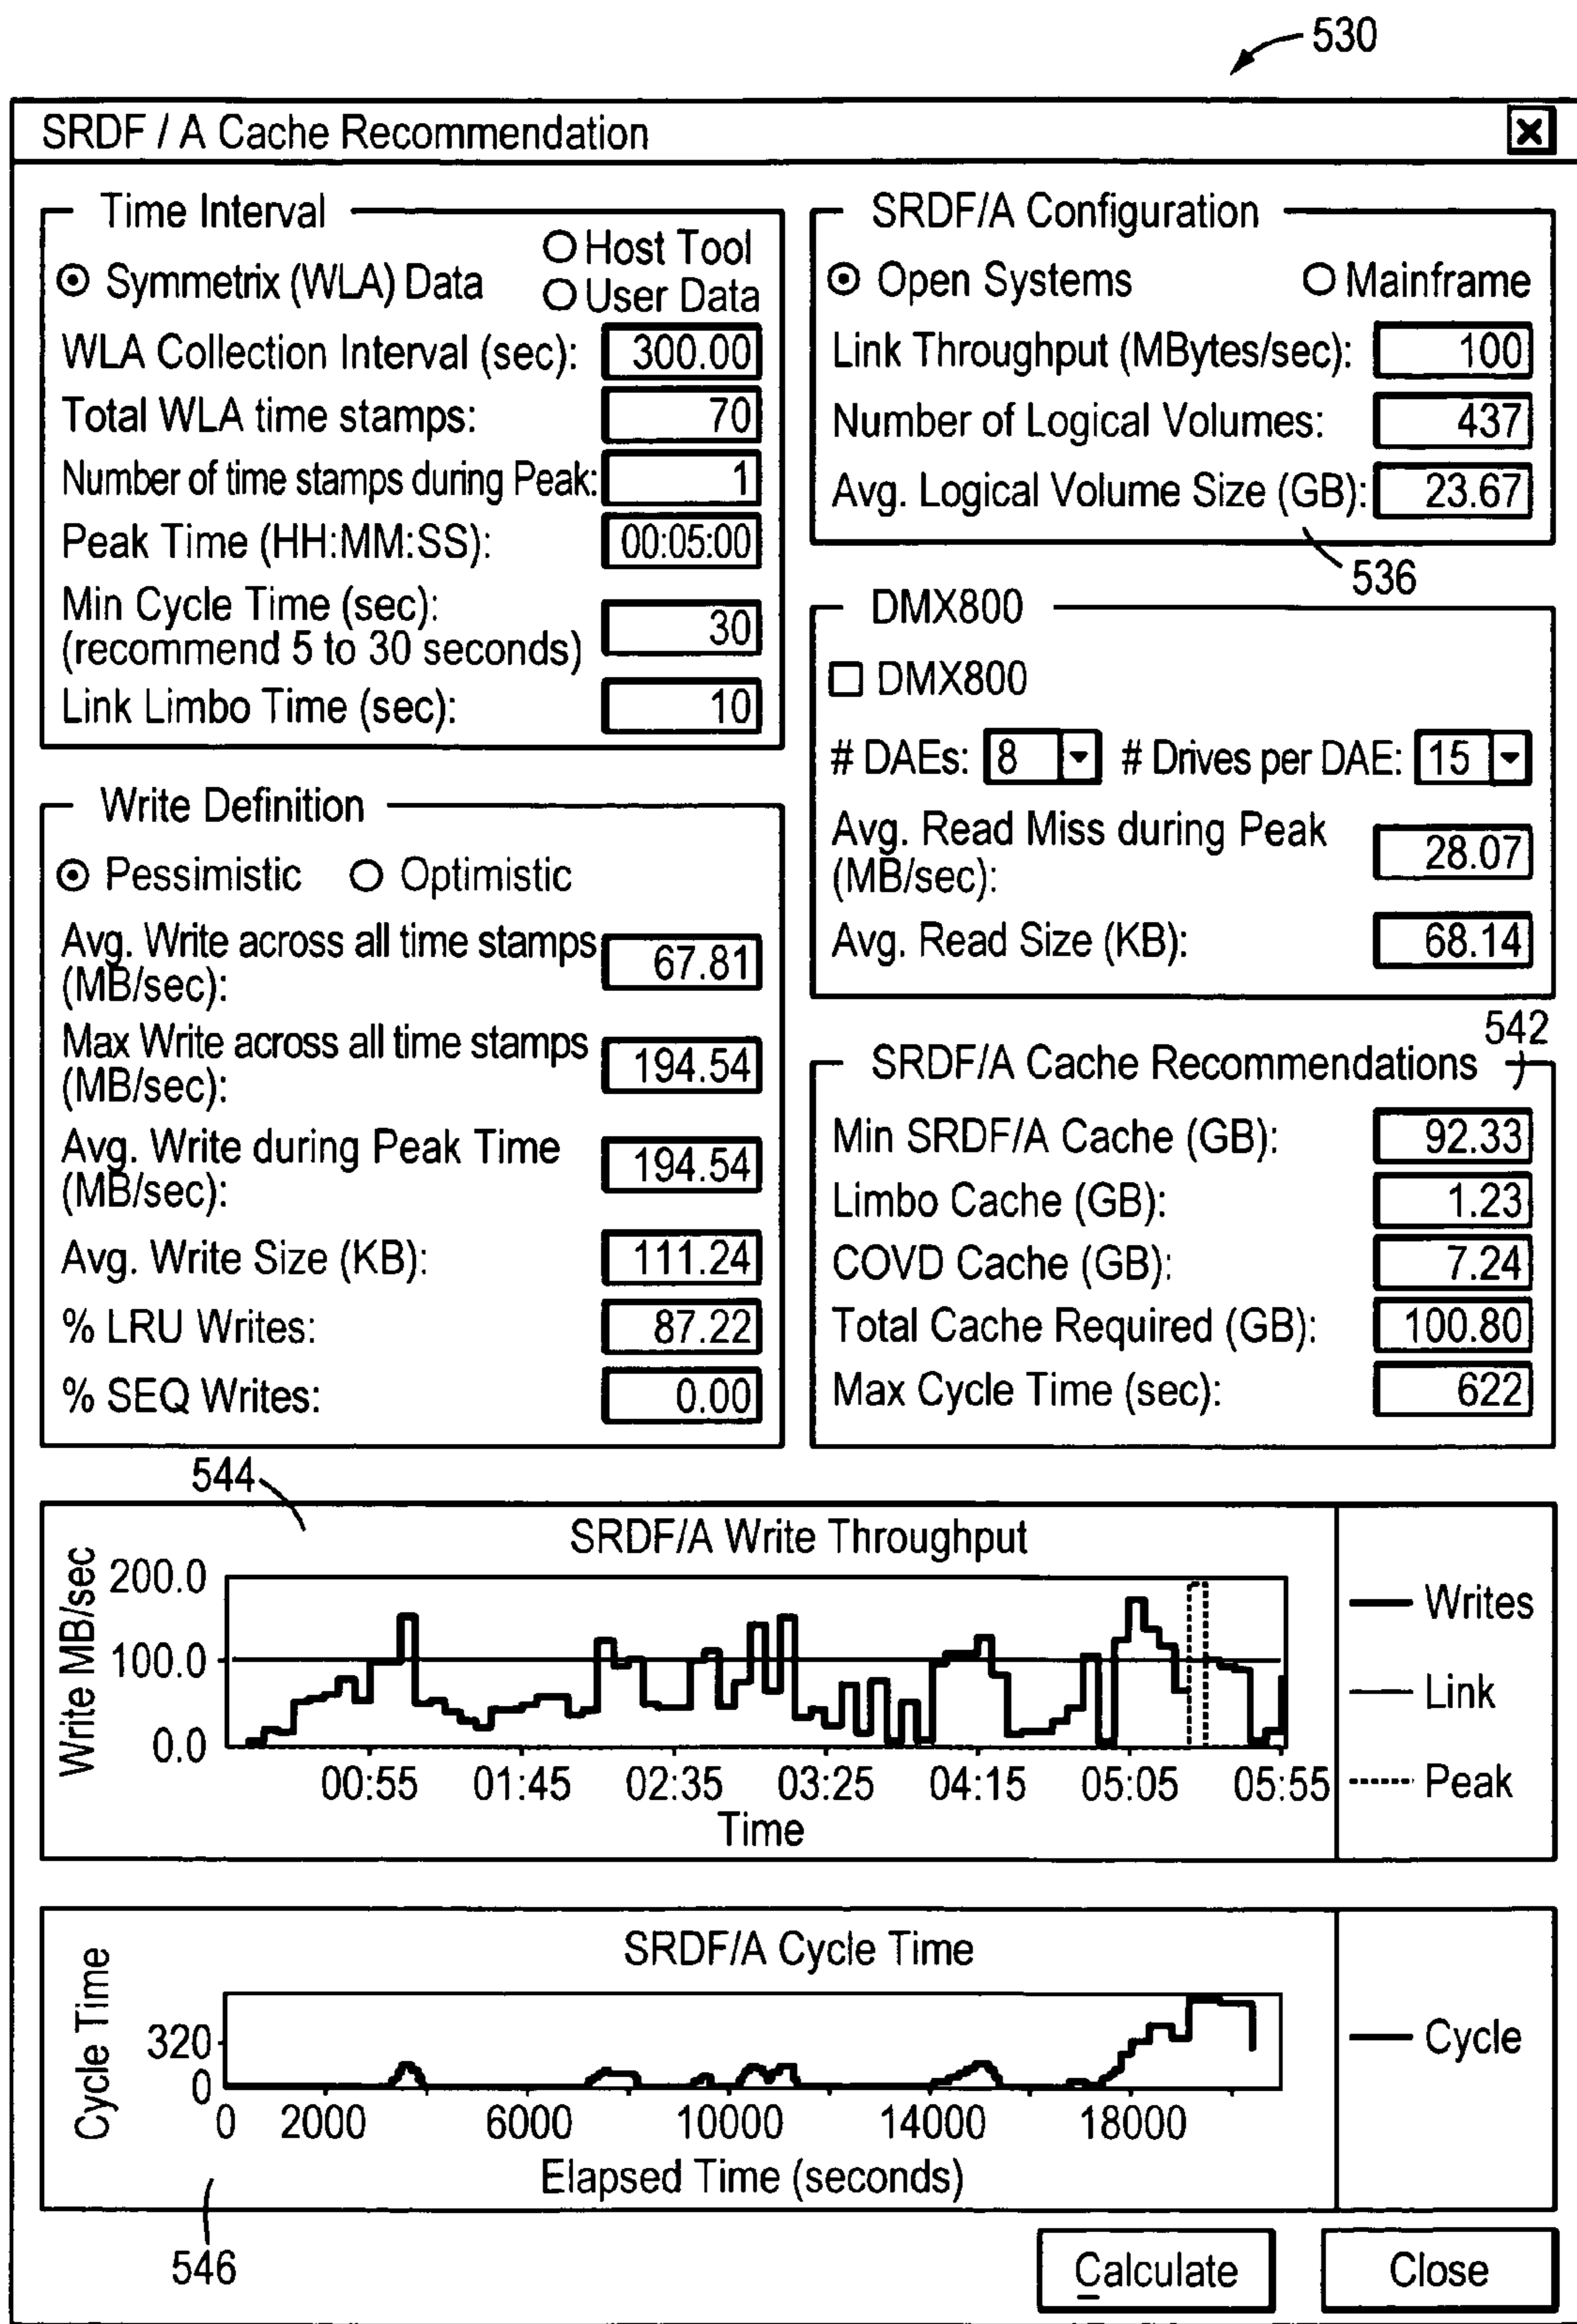 530
SRDF / A Cache Recommendation
Time Interval
Host Tool
Symmetrix (WLA) Data
User Data
WLA Collection Interval (sec): 300.00
Total WLA time stamps: 70
Number of time stamps during Peak: 1
Peak Time (HH:MM:SS): 00:05:00
Min Cycle Time (sec):
(recommend 5 to 30 seconds) 30
Link Limbo Time (sec): 10
SRDF/A Configuration
Open Systems Mainframe
Link Throughput (MBytes/sec): 100
Number of Logical Volumes: 437
Avg. Logical Volume Size (GB): 23.67
536
DMX800
DMX800
# DAEs: 8 # Drives per DAE: 15
Avg. Read Miss during Peak
(MB/sec): 28.07
Avg. Read Size (KB): 68.14
Write Definition
Pessimistic Optimistic
Avg. Write across all time stamps
(MB/sec): 67.81
Max Write across all time stamps
(MB/sec): 194.54
Avg. Write during Peak Time
(MB/sec): 194.54
Avg. Write Size (KB): 111.24
% LRU Writes: 87.22
% SEQ Writes: 0.00
542
SRDF/A Cache Recommendations
Min SRDF/A Cache (GB): 92.33
Limbo Cache (GB): 1.23
COVD Cache (GB): 7.24
Total Cache Required (GB): 100.80
Max Cycle Time (sec): 622
544
SRDF/A Write Throughput
Write MB/sec
200.0
100.0
0.0
00:55 01:45 02:35 03:25 04:15 05:05 05:55
Time
Writes
Link
Peak
SRDF/A Cycle Time
Cycle Time
320
0
0 2000 6000 10000 14000 18000
Elapsed Time (seconds)
Cycle
546
Calculate Close